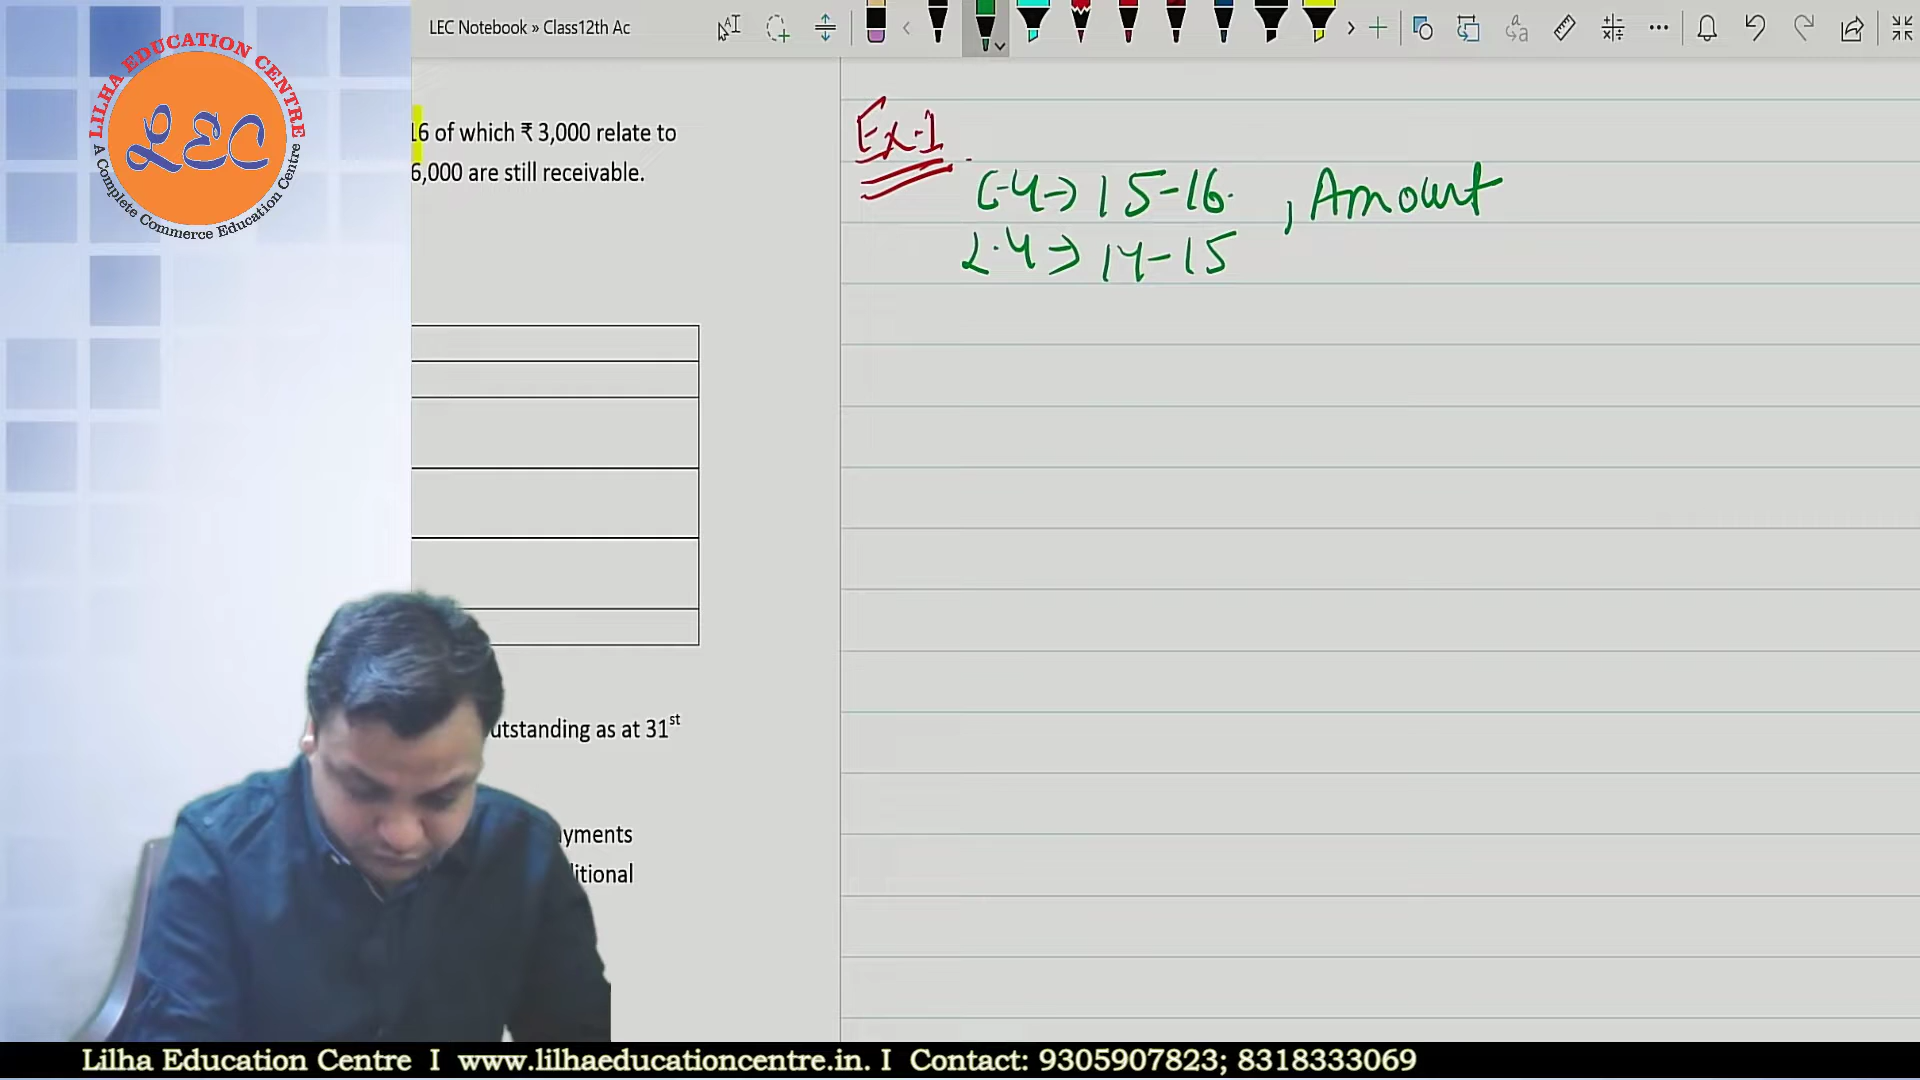 LEC Notebook » Class12th Ac
LILHA EDUCATION CENTRE
LEC
A Complete Commerce Education Centre
16 of which ₹ 3,000 relate to
6,000 are still receivable.
Ex-1
C.Y → 15-16. , Amount
L.Y → 14-15
utstanding as at 31st
yments
itional
Lilha Education Centre I www.lilhaeducationcentre.in. I Contact: 9305907823; 8318333069